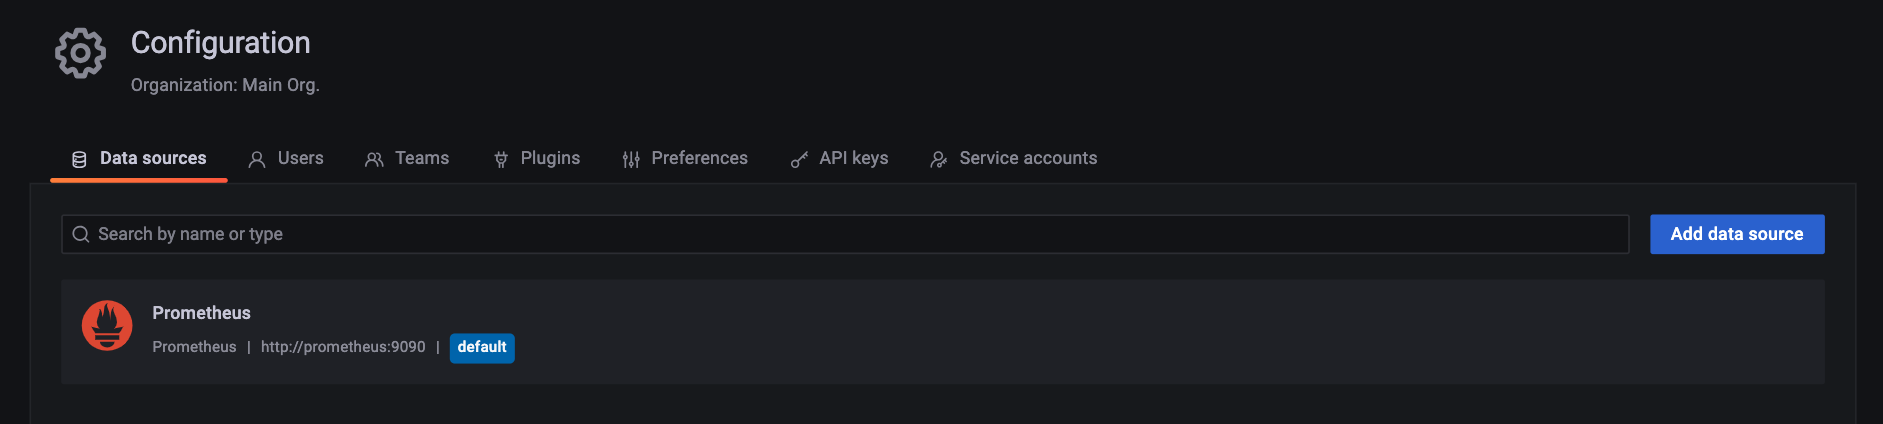 Configuration
Organization: Main Org.
Data sources Users Teams Plugins Preferences API keys Service accounts
Search by name or type Add data source
Prometheus
Prometheus | http://prometheus:9090 | default